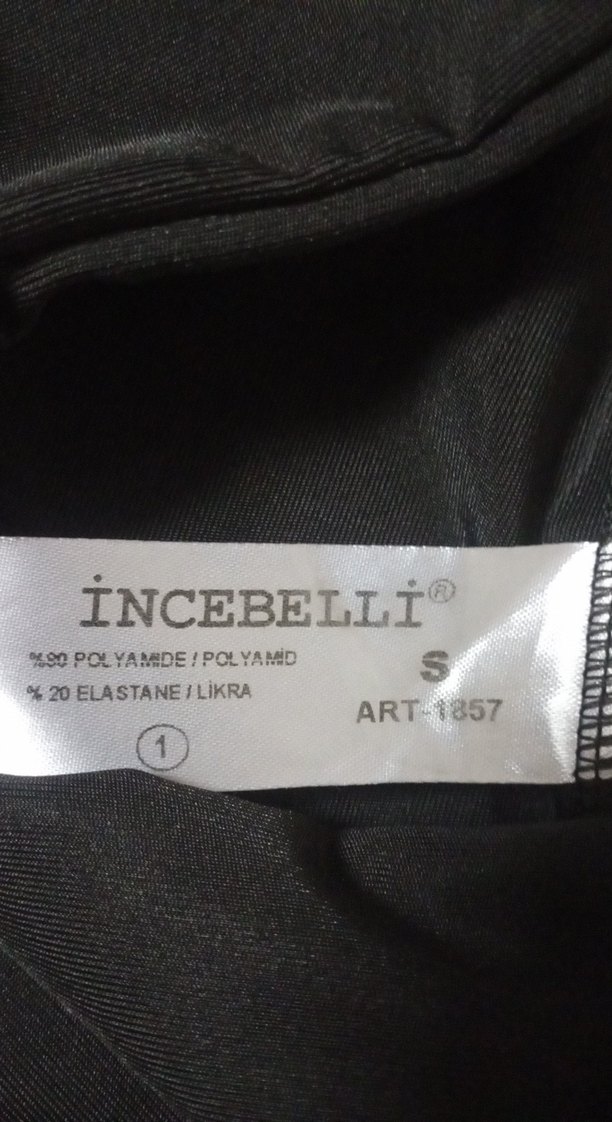 İNCEBELLİ®
%80 POLYAMIDE / POLYAMİD
% 20 ELASTANE / LİKRA
S
ART-1857
1